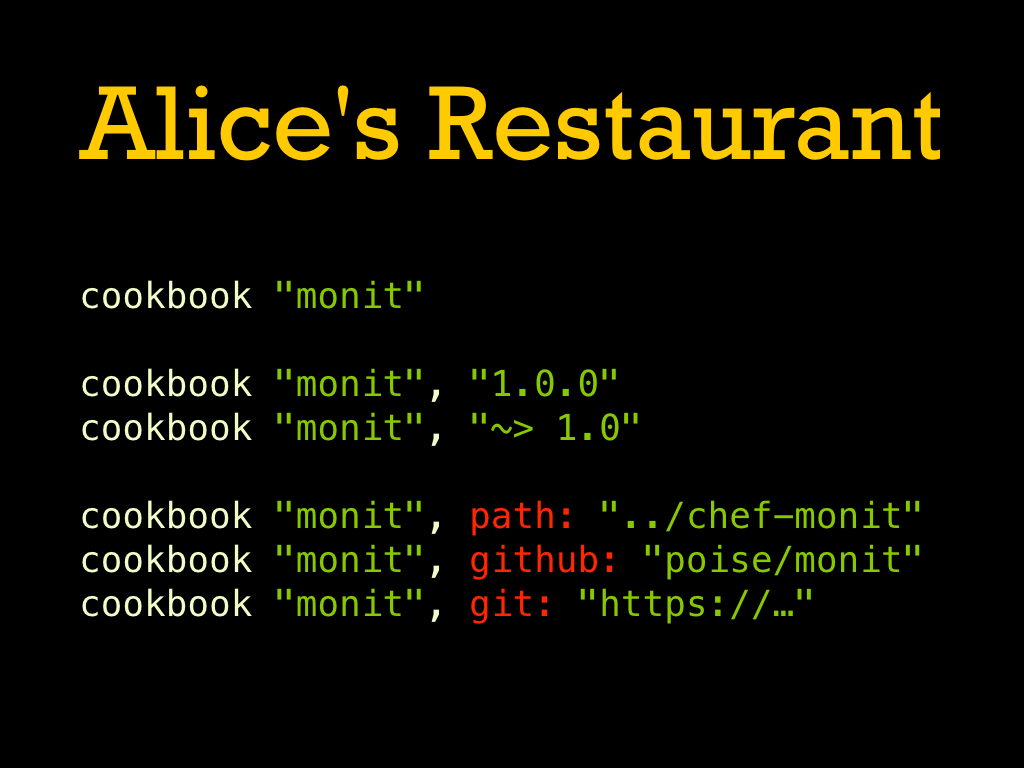 Alice's Restaurant
cookbook "monit"
cookbook "monit", "1.0.0"
cookbook "monit", "~> 1.0"
cookbook "monit", path: "../chef-monit"
cookbook "monit", github: "poise/monit"
cookbook "monit", git: "https://…"